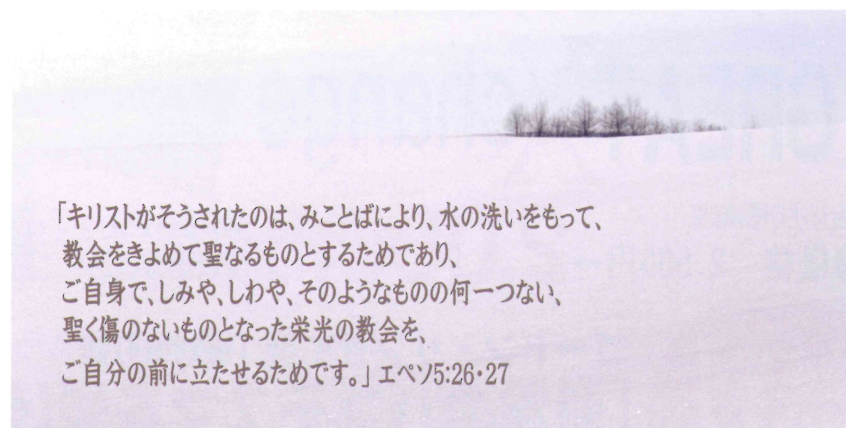 「キリストがそうされたのは、みことばにより、水の洗いをもって、
教会をきよめて聖なるものとするためであり、
ご自身で、しみや、しわや、そのようなものの何一つない、
聖く傷のないものとなった栄光の教会を、
ご自分の前に立たせるためです。」 エペソ5:26・27